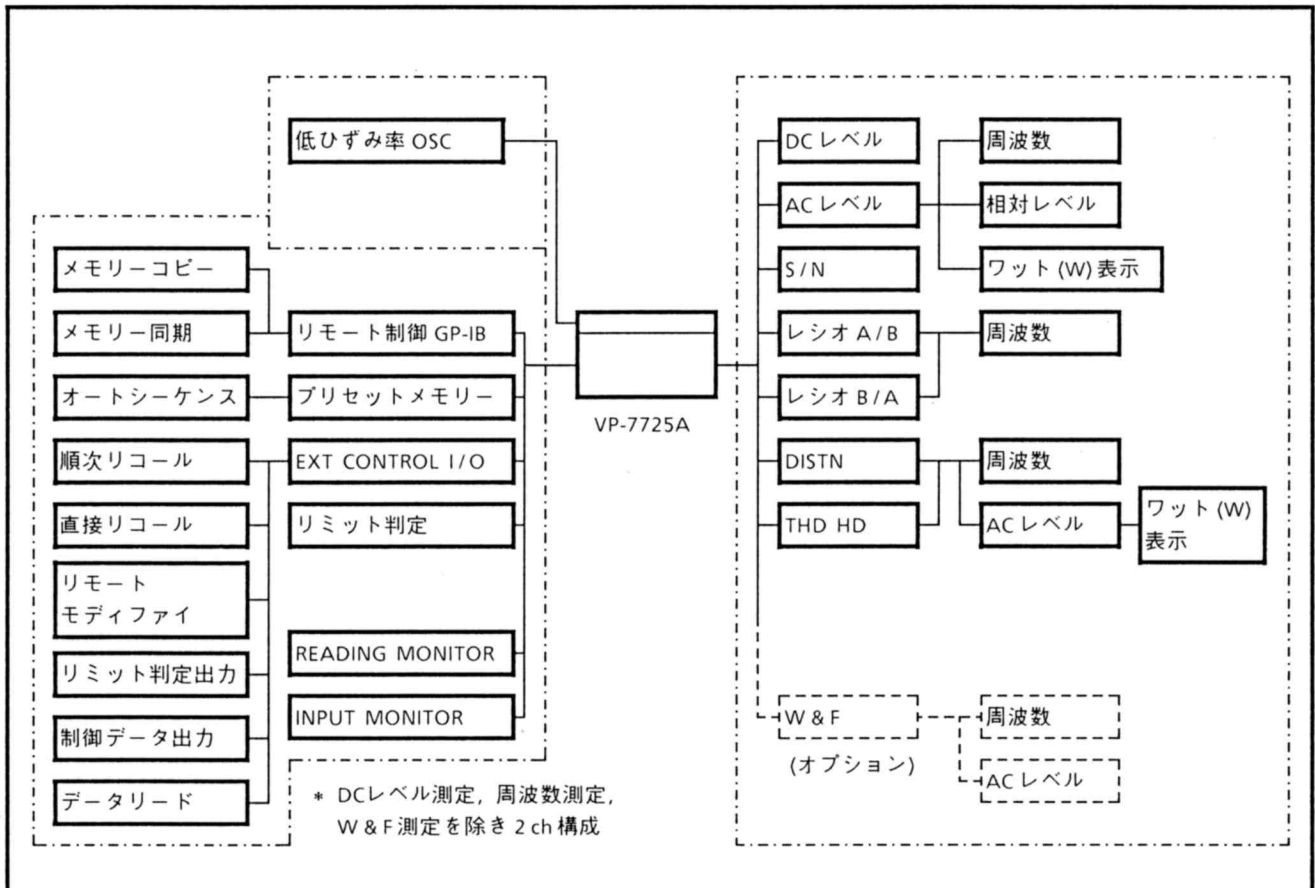 低ひずみ率 OSC
メモリーコピー
メモリー同期
オートシーケンス
順次リコール
直接リコール
リモート
モディファイ
リミット判定出力
制御データ出力
データリード
リモート制御 GP-IB
プリセットメモリー
EXT CONTROL I/O
リミット判定
READING MONITOR
INPUT MONITOR
* DCレベル測定, 周波数測定,
W & F 測定を除き 2 ch 構成
VP-7725A
DC レベル
AC レベル
S/N
レシオ A/B
レシオ B/A
DISTN
THD HD
W & F
(オプション)
周波数
相対レベル
ワット (W) 表示
周波数
周波数
AC レベル
ワット (W)
表示
周波数
AC レベル